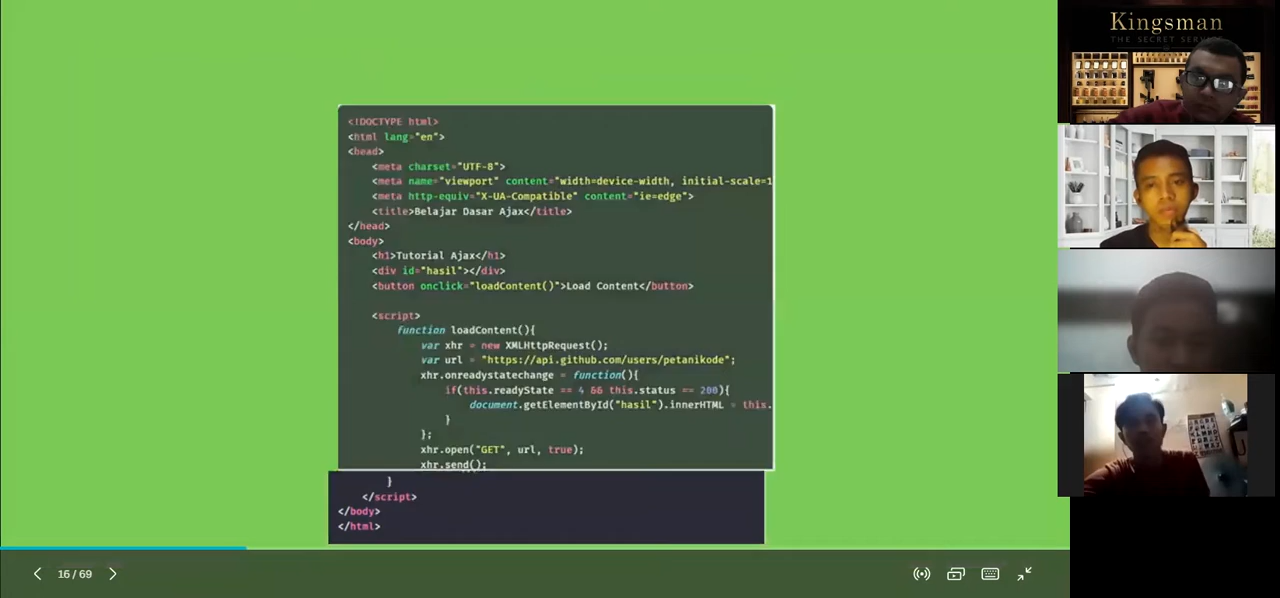 Kingsman
THE SECRET SERVICE
<!DOCTYPE html>
<html lang="en">
<head>
<meta charset="UTF-8">
<meta name="viewport" content="width=device-width, initial-scale=1
<meta http-equiv="X-UA-Compatible" content="ie=edge">
<title>Belajar Dasar Ajax</title>
</head>
<body>
<h1>Tutorial Ajax</h1>
<div id="hasil"></div>
<button onclick="loadContent()">Load Content</button>
<script>
function loadContent(){
var xhr = new XMLHttpRequest();
var url = "https://api.github.com/users/petanikode";
xhr.onreadystatechange = function(){
if(this.readyState == 4 && this.status == 200){
document.getElementById("hasil").innerHTML = this.
}
};
xhr.open("GET", url, true);
xhr.send();
}
</script>
</body>
</html>
16 / 69